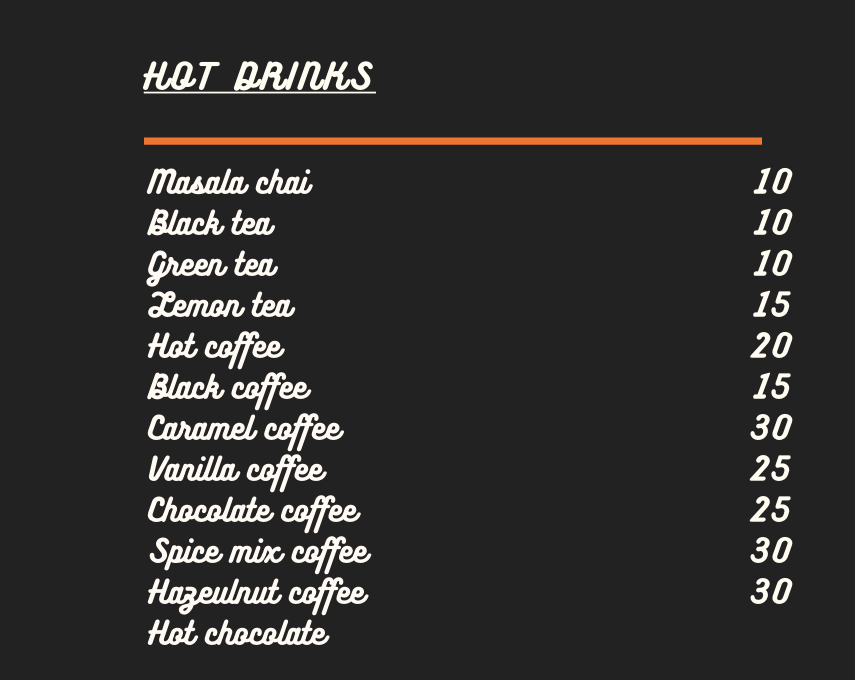 HOT DRINKS
Masala chai 10
Black tea 10
Green tea 10
Lemon tea 15
Hot coffee 20
Black coffee 15
Caramel coffee 30
Vanilla coffee 25
Chocolate coffee 25
Spice mix coffee 30
Hazeulnut coffee 30
Hot chocolate